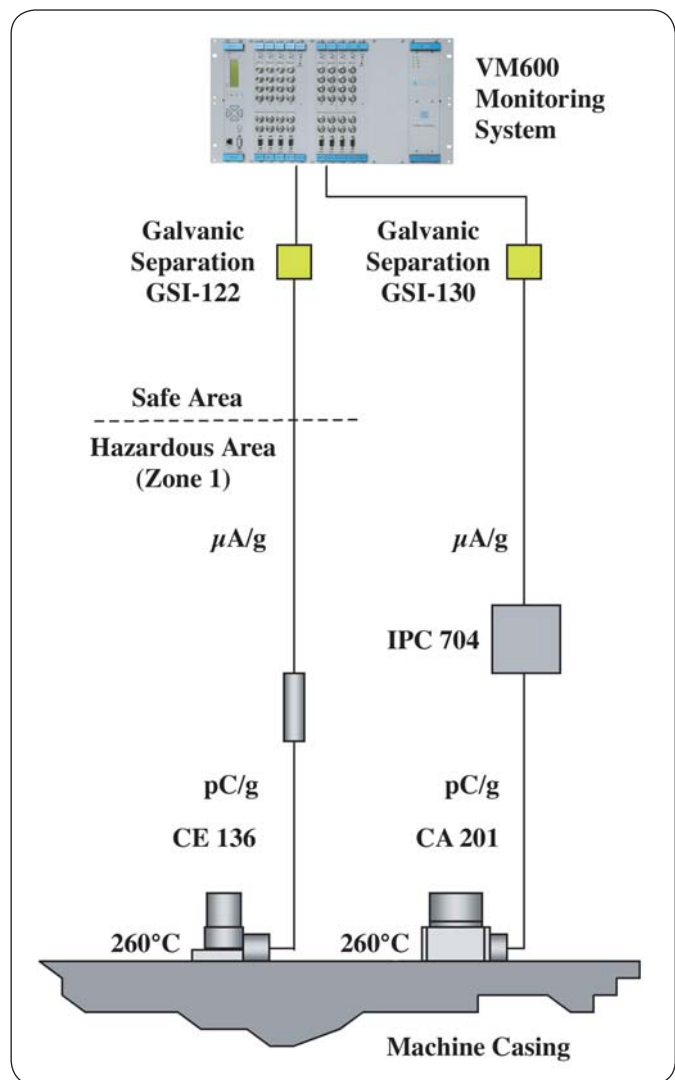 VM600
Monitoring
System
Galvanic
Separation
GSI-122
Galvanic
Separation
GSI-130
Safe Area
Hazardous Area
(Zone 1)
µA/g
µA/g
IPC 704
pC/g
pC/g
CE 136
CA 201
260°C
260°C
Machine Casing